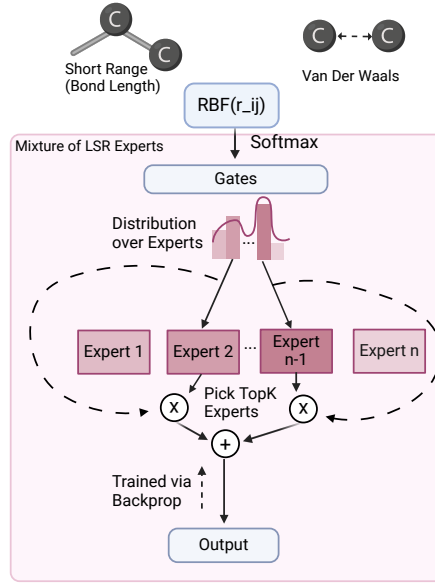 C
C
C
C
Short Range
(Bond Length)
Van Der Waals
RBF(r_ij)
Mixture of LSR Experts
Softmax
Gates
Distribution
over Experts
...
Expert 1
Expert 2
...
Expert
n-1
Expert n
Pick TopK
Experts
X
X
+
Trained via
Backprop
Output